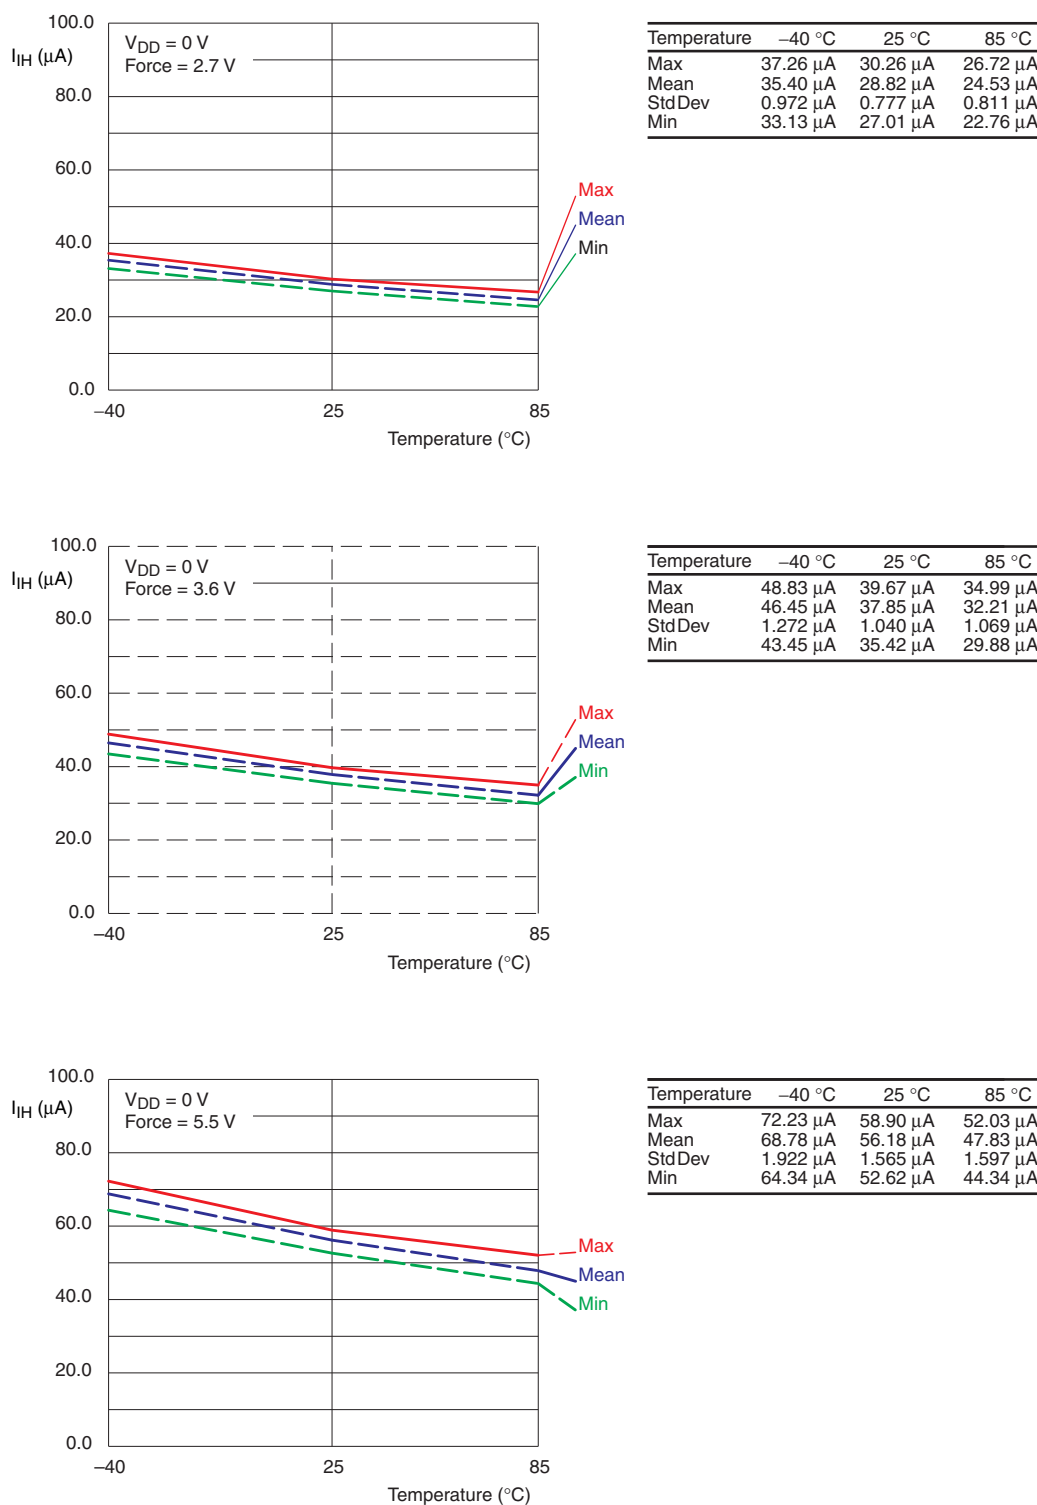 100.0
I_IH (μA)
V_DD = 0 V
Force = 2.7 V
80.0
60.0
40.0
20.0
0.0
Max
Mean
Min
−40 25 85
Temperature (°C)
Temperature −40 °C 25 °C 85 °C
Max 37.26 μA 30.26 μA 26.72 μA
Mean 35.40 μA 28.82 μA 24.53 μA
Std Dev 0.972 μA 0.777 μA 0.811 μA
Min 33.13 μA 27.01 μA 22.76 μA
100.0
I_IH (μA)
V_DD = 0 V
Force = 3.6 V
80.0
60.0
40.0
20.0
0.0
Max
Mean
Min
−40 25 85
Temperature (°C)
Temperature −40 °C 25 °C 85 °C
Max 48.83 μA 39.67 μA 34.99 μA
Mean 46.45 μA 37.85 μA 32.21 μA
Std Dev 1.272 μA 1.040 μA 1.069 μA
Min 43.45 μA 35.42 μA 29.88 μA
100.0
I_IH (μA)
V_DD = 0 V
Force = 5.5 V
80.0
60.0
40.0
20.0
0.0
Max
Mean
Min
−40 25 85
Temperature (°C)
Temperature −40 °C 25 °C 85 °C
Max 72.23 μA 58.90 μA 52.03 μA
Mean 68.78 μA 56.18 μA 47.83 μA
Std Dev 1.922 μA 1.565 μA 1.597 μA
Min 64.34 μA 52.62 μA 44.34 μA